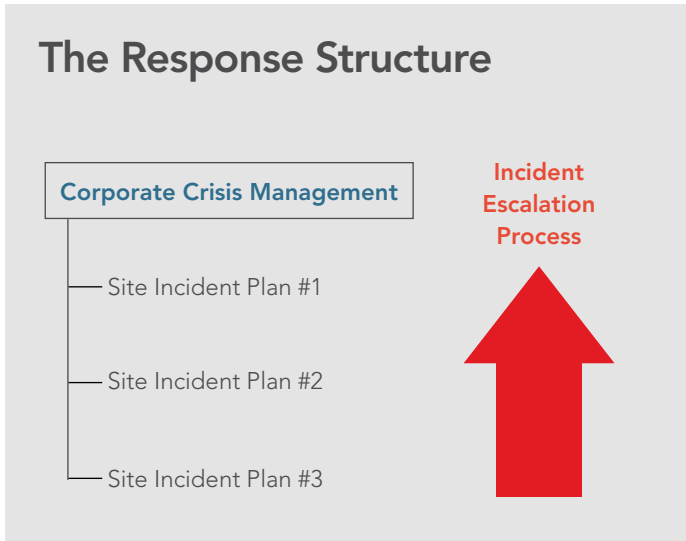 The Response Structure
Corporate Crisis Management
Incident
Escalation
Process
Site Incident Plan #1
Site Incident Plan #2
Site Incident Plan #3